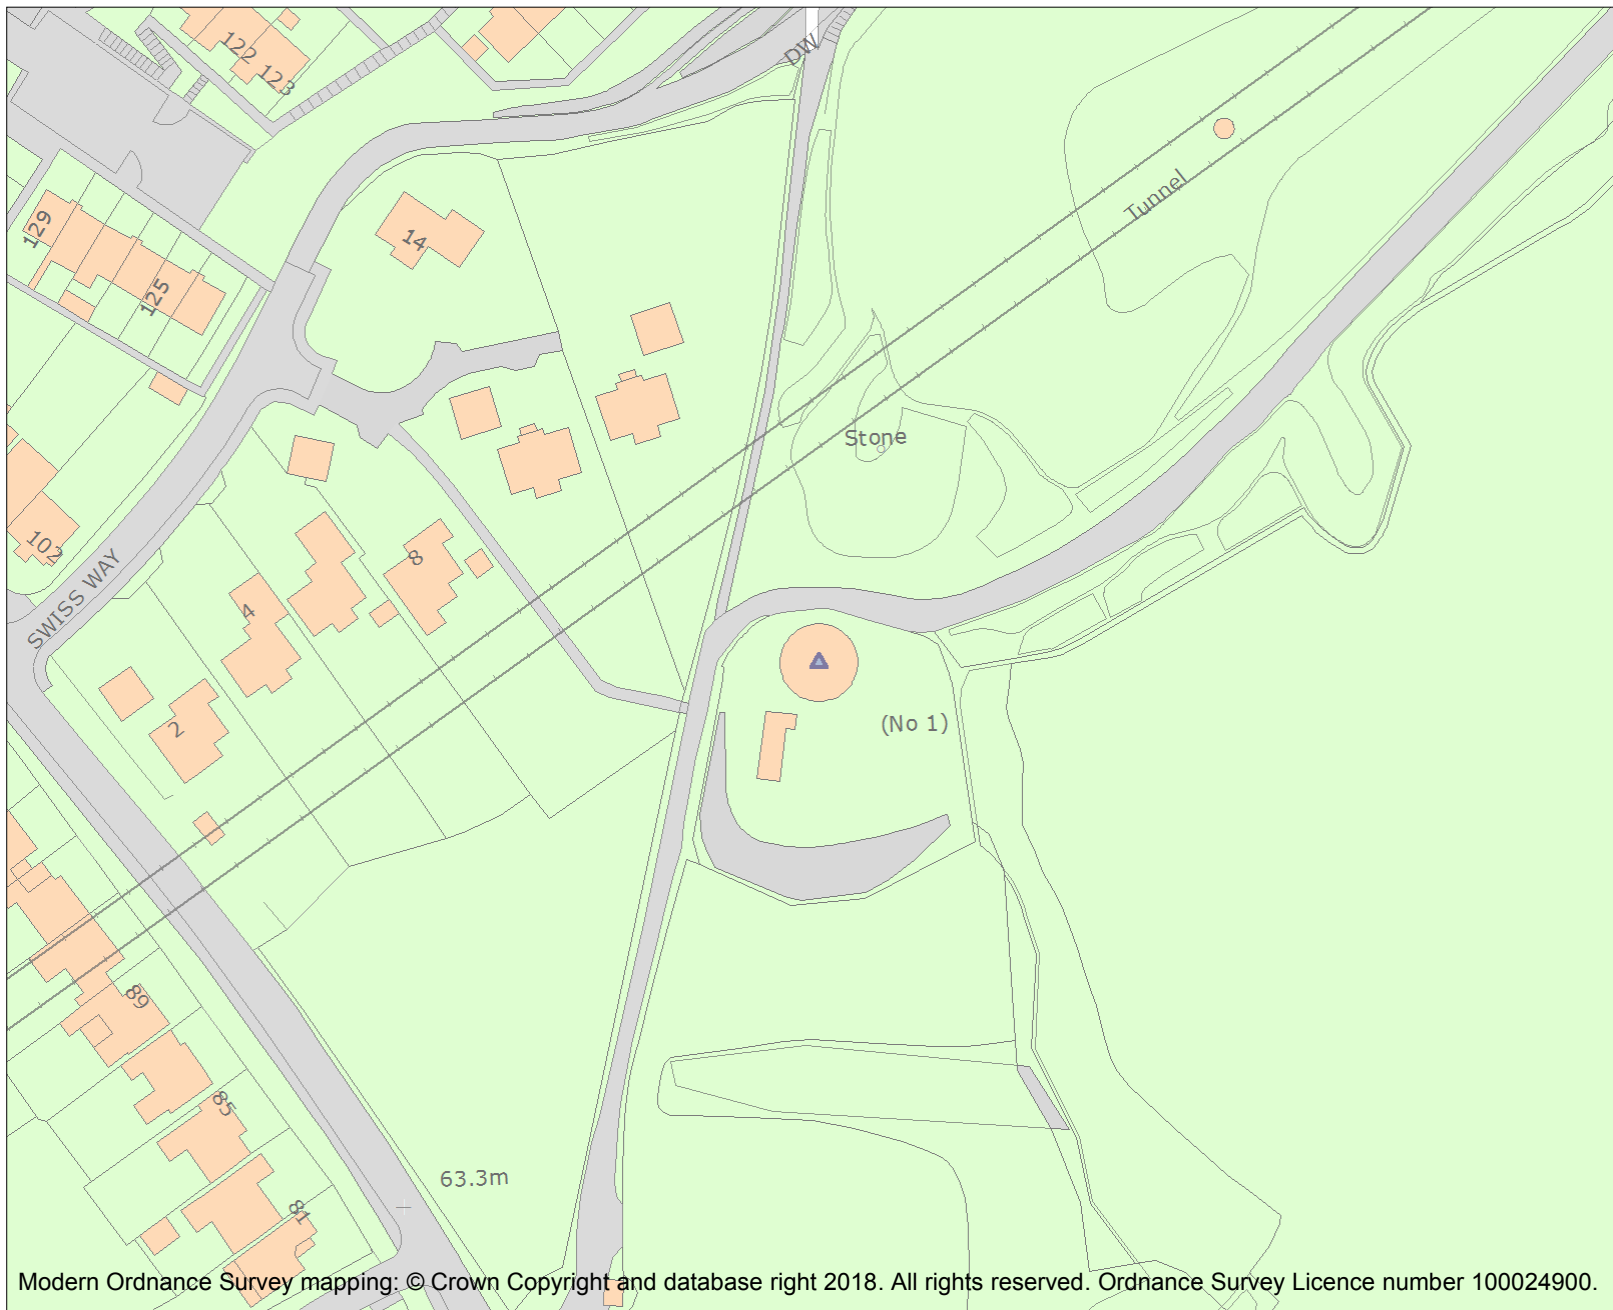 122
123
DW
Tunnel
129
14
125
Stone
102
8
SWISS WAY
4
2
(No 1)
89
85
63.3m
81
Modern Ordnance Survey mapping: © Crown Copyright and database right 2018. All rights reserved. Ordnance Survey Licence number 100024900.